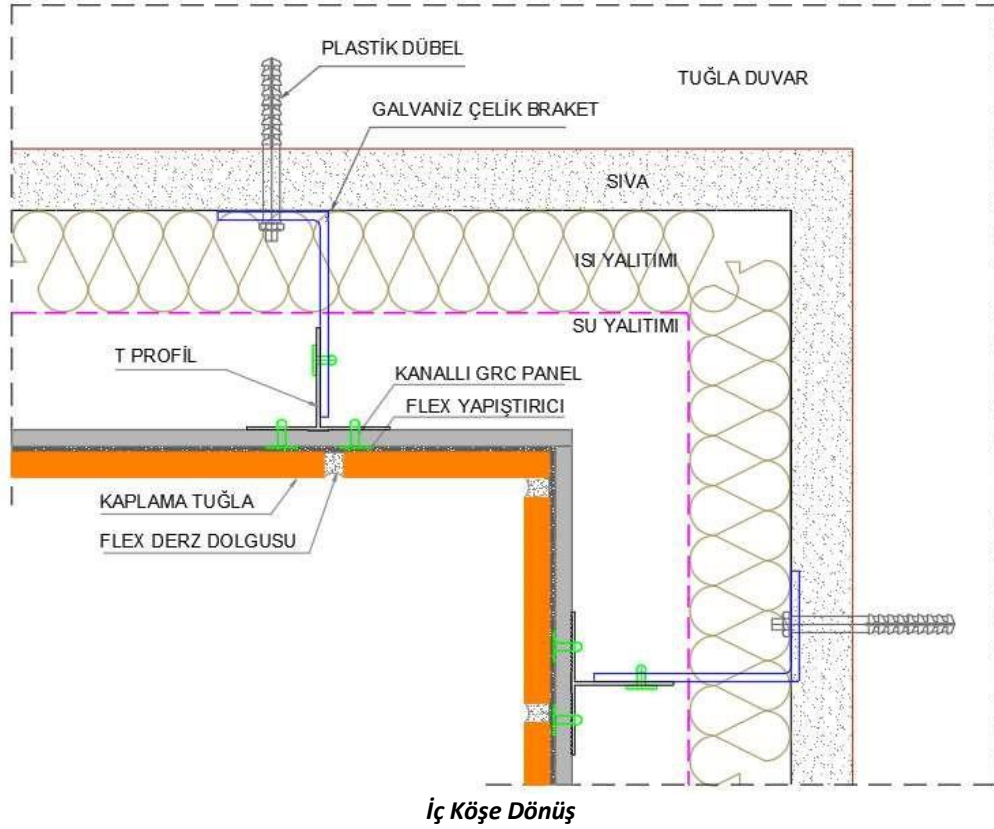 PLASTİK DÜBEL
TUĞLA DUVAR
GALVANİZ ÇELİK BRAKET
SIVA
ISI YALITIMI
SU YALITIMI
T PROFİL
KANALLI GRC PANEL
FLEX YAPIŞTIRICI
KAPLAMA TUĞLA
FLEX DERZ DOLGUSU
İç Köşe Dönüş